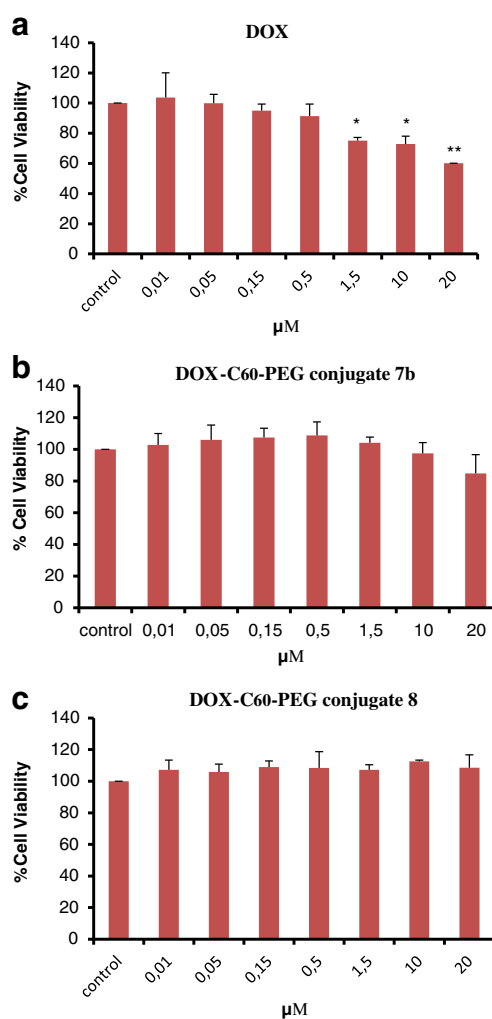 a
DOX
%Cell Viability
140
120
100
80
60
40
20
0
*
*
**
control 0,01 0,05 0,15 0,5 1,5 10 20
µM
b
DOX-C60-PEG conjugate 7b
% Cell Viability
140
120
100
80
60
40
20
0
control 0,01 0,05 0,15 0,5 1,5 10 20
µM
c
DOX-C60-PEG conjugate 8
%Cell Viability
140
120
100
80
60
40
20
0
control 0,01 0,05 0,15 0,5 1,5 10 20
µM